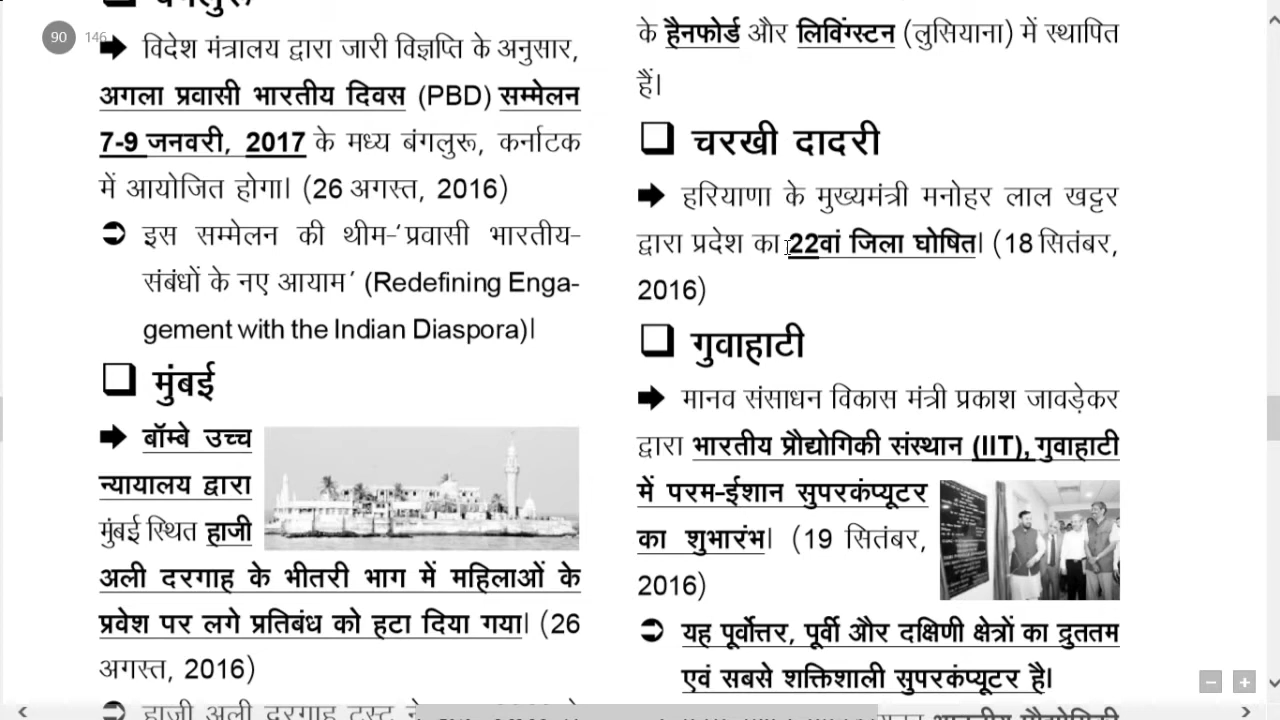 90 146
बंगलुरु
➡ विदेश मंत्रालय द्वारा जारी विज्ञप्ति के अनुसार,
अगला प्रवासी भारतीय दिवस (PBD) सम्मेलन
7-9 जनवरी, 2017 के मध्य बंगलुरू, कर्नाटक
में आयोजित होगा। (26 अगस्त, 2016)
➲ इस सम्मेलन की थीम-‘प्रवासी भारतीय-
संबंधों के नए आयाम’ (Redefining Enga-
gement with the Indian Diaspora)।
❑ मुंबई
➡ बॉम्बे उच्च
न्यायालय द्वारा
मुंबई स्थित हाजी
अली दरगाह के भीतरी भाग में महिलाओं के
प्रवेश पर लगे प्रतिबंध को हटा दिया गया। (26
अगस्त, 2016)
➲ हाजी अली दरगाह ट्रस्ट ने
के हैनफोर्ड और लिविंग्स्टन (लुसियाना) में स्थापित
हैं।
❑ चरखी दादरी
➡ हरियाणा के मुख्यमंत्री मनोहर लाल खट्टर
द्वारा प्रदेश का 22वां जिला घोषित। (18 सितंबर,
2016)
❑ गुवाहाटी
➡ मानव संसाधन विकास मंत्री प्रकाश जावड़ेकर
द्वारा भारतीय प्रौद्योगिकी संस्थान (IIT), गुवाहाटी
में परम-ईशान सुपरकंप्यूटर
का शुभारंभ। (19 सितंबर,
2016)
➲ यह पूर्वोत्तर, पूर्वी और दक्षिणी क्षेत्रों का द्रुततम
एवं सबसे शक्तिशाली सुपरकंप्यूटर है।